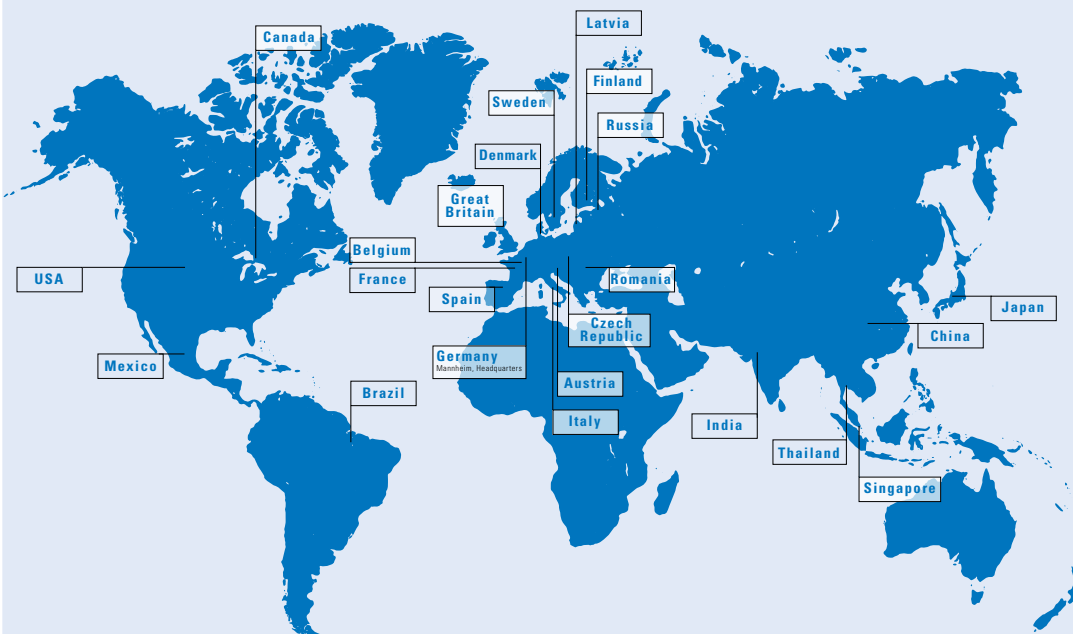 Latvia
Canada
Finland
Sweden
Russia
Denmark
Great
Britain
Belgium
USA
France
Romania
Spain
Japan
Czech
Republic
China
Germany
Mannheim, Headquarters
Mexico
Austria
Brazil
Italy
India
Thailand
Singapore